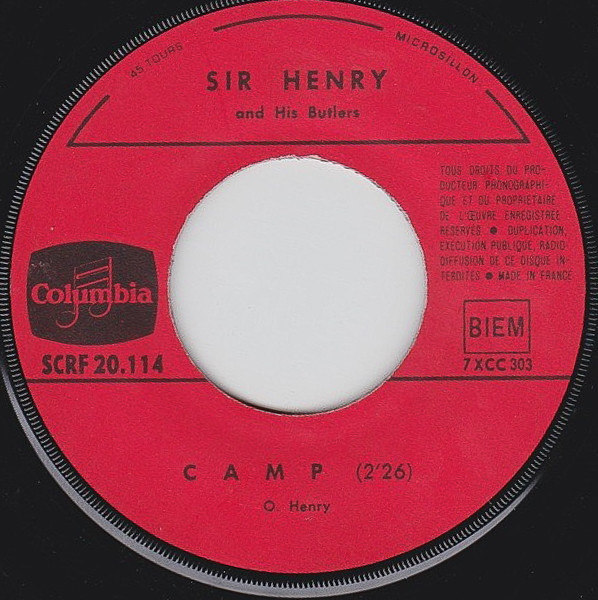 45 TOURS
MICROSILLON
SIR HENRY
and His Butlers
TOUS DROITS DU PRO-
DUCTEUR PHONOGRAPHI-
QUE ET DU PROPRIETAIRE
DE L'ŒUVRE ENREGISTREE
RESERVES ● DUPLICATION,
EXECUTION PUBLIQUE, RADIO-
DIFFUSION DE CE DISQUE IN-
TERDITES ● MADE IN FRANCE
Columbia
SCRF 20.114
BIEM
7 XCC 303
CAMP (2'26)
O. Henry